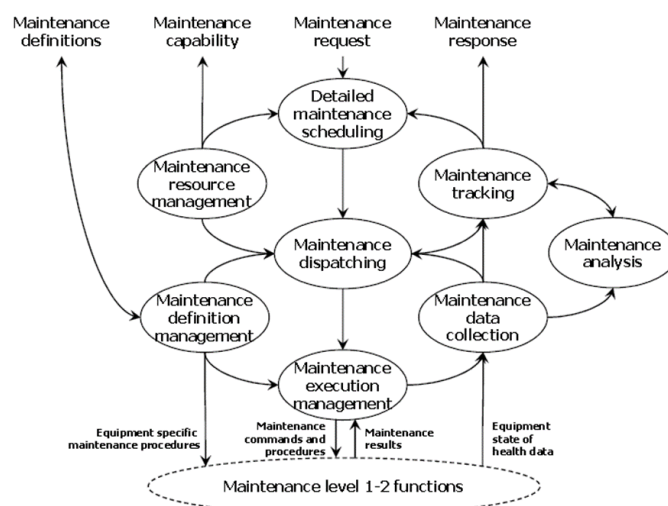 Maintenance
definitions
Maintenance
capability
Maintenance
request
Maintenance
response
Detailed
maintenance
scheduling
Maintenance
resource
management
Maintenance
tracking
Maintenance
dispatching
Maintenance
analysis
Maintenance
definition
management
Maintenance
data
collection
Maintenance
execution
management
Equipment specific
maintenance procedures
Maintenance
commands and
procedures
Maintenance
results
Equipment
state of
health data
Maintenance level 1-2 functions